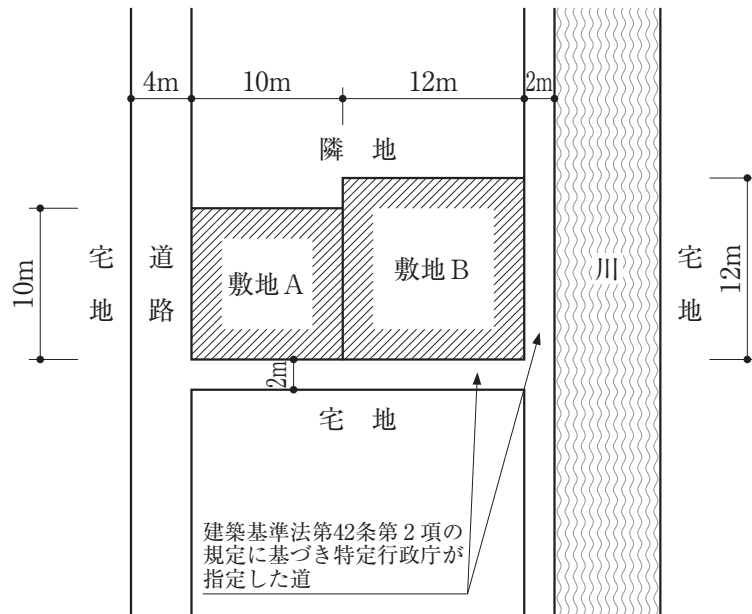 4m
10m
12m
2m
隣 地
宅地
道路
敷地A
敷地B
川
宅地
10m
12m
2m
宅 地
建築基準法第42条第2項の
規定に基づき特定行政庁が
指定した道